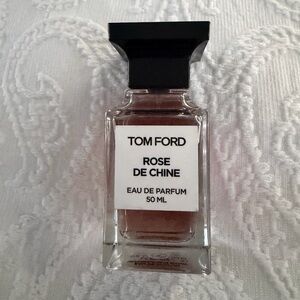 TOM FORD
ROSE
DE CHINE
EAU DE PARFUM
50 ML